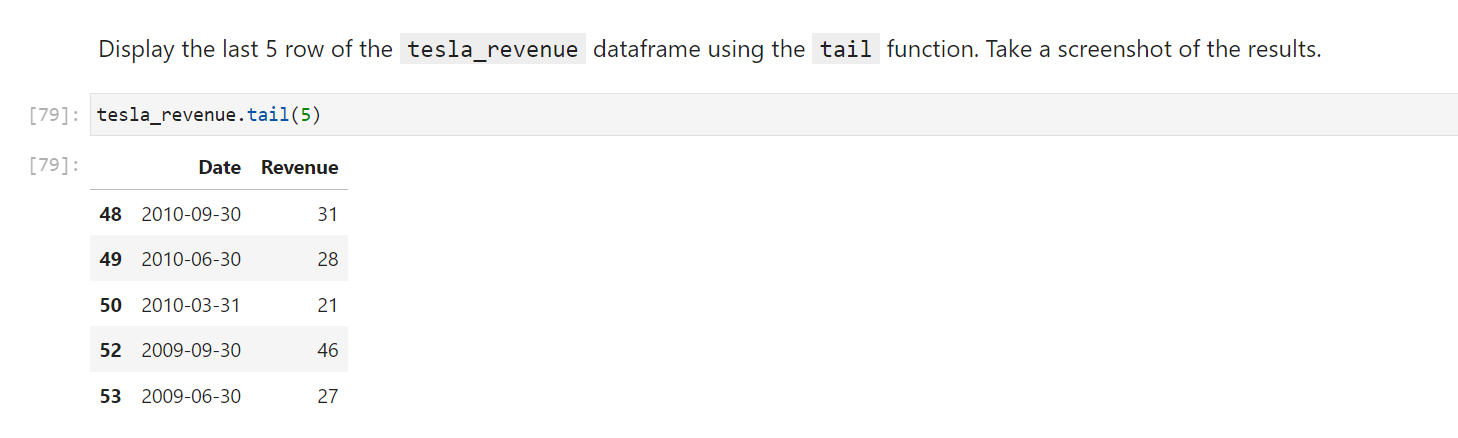 Display the last 5 row of the tesla_revenue dataframe using the tail function. Take a screenshot of the results.
[79]: tesla_revenue.tail(5)
[79]: Date Revenue
48 2010-09-30 31
49 2010-06-30 28
50 2010-03-31 21
52 2009-09-30 46
53 2009-06-30 27